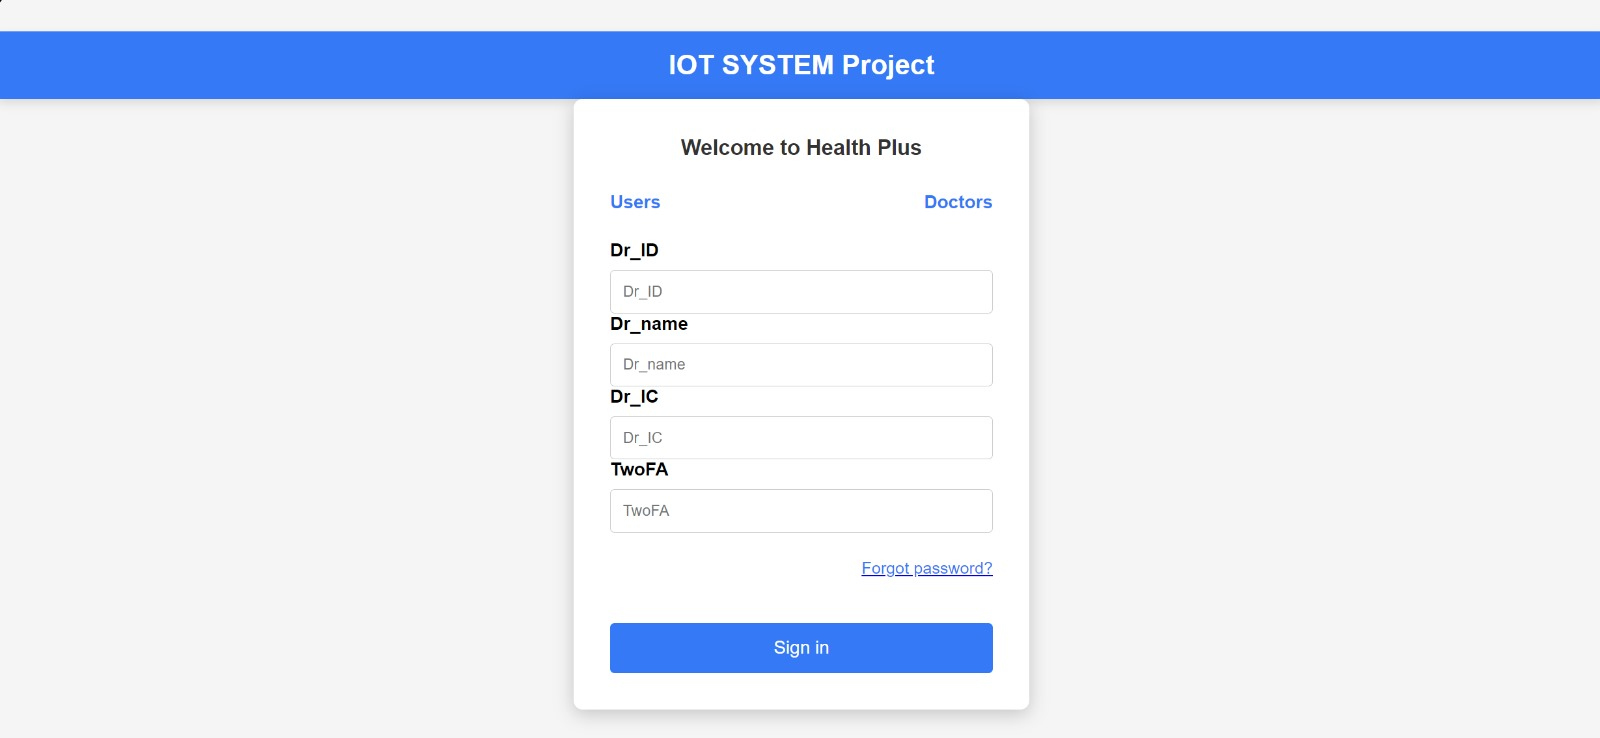 IOT SYSTEM Project
Welcome to Health Plus
Users Doctors
Dr_ID
Dr_ID
Dr_name
Dr_name
Dr_IC
Dr_IC
TwoFA
TwoFA
Forgot password?
Sign in